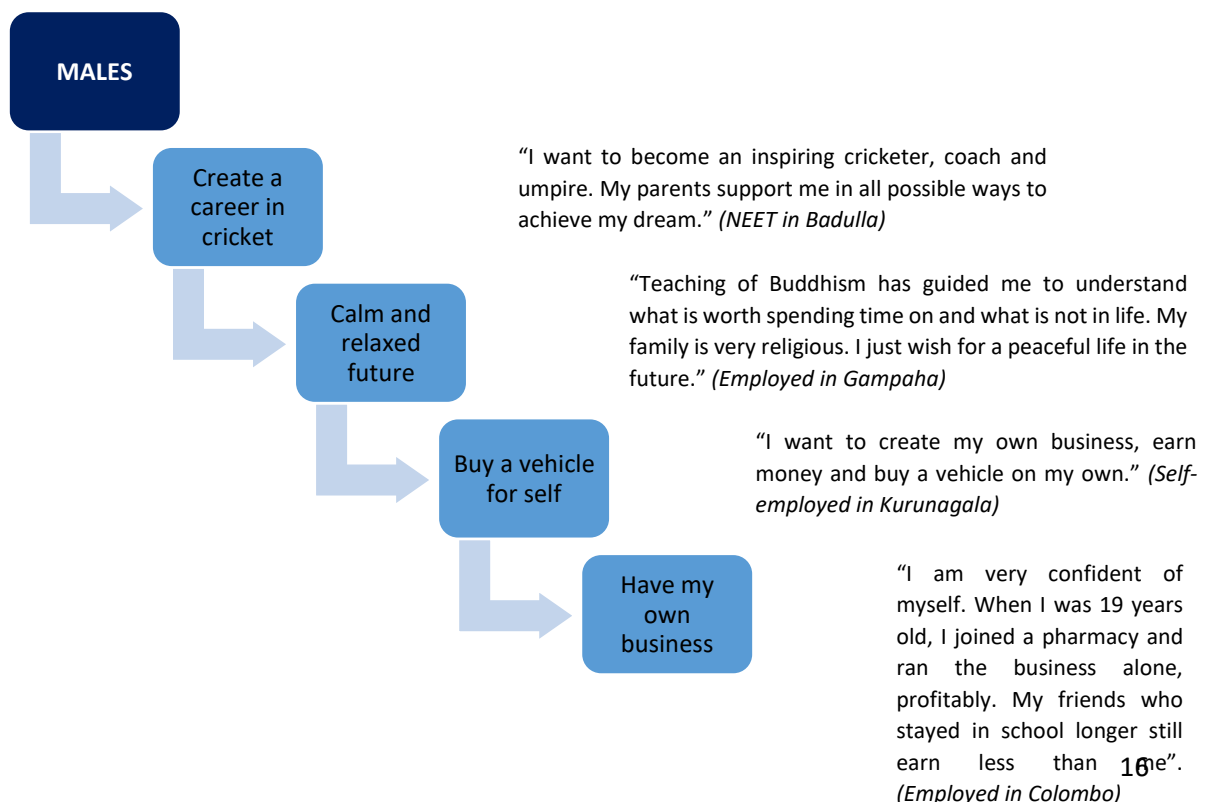 MALES
Create a
career in
cricket
“I want to become an inspiring cricketer, coach and
umpire. My parents support me in all possible ways to
achieve my dream.” (NEET in Badulla)
Calm and
relaxed
future
“Teaching of Buddhism has guided me to understand
what is worth spending time on and what is not in life. My
family is very religious. I just wish for a peaceful life in the
future.” (Employed in Gampaha)
Buy a vehicle
for self
“I want to create my own business, earn
money and buy a vehicle on my own.” (Self-
employed in Kurunagala)
Have my
own
business
“I am very confident of
myself. When I was 19 years
old, I joined a pharmacy and
ran the business alone,
profitably. My friends who
stayed in school longer still
earn less than me”.
(Employed in Colombo)
16